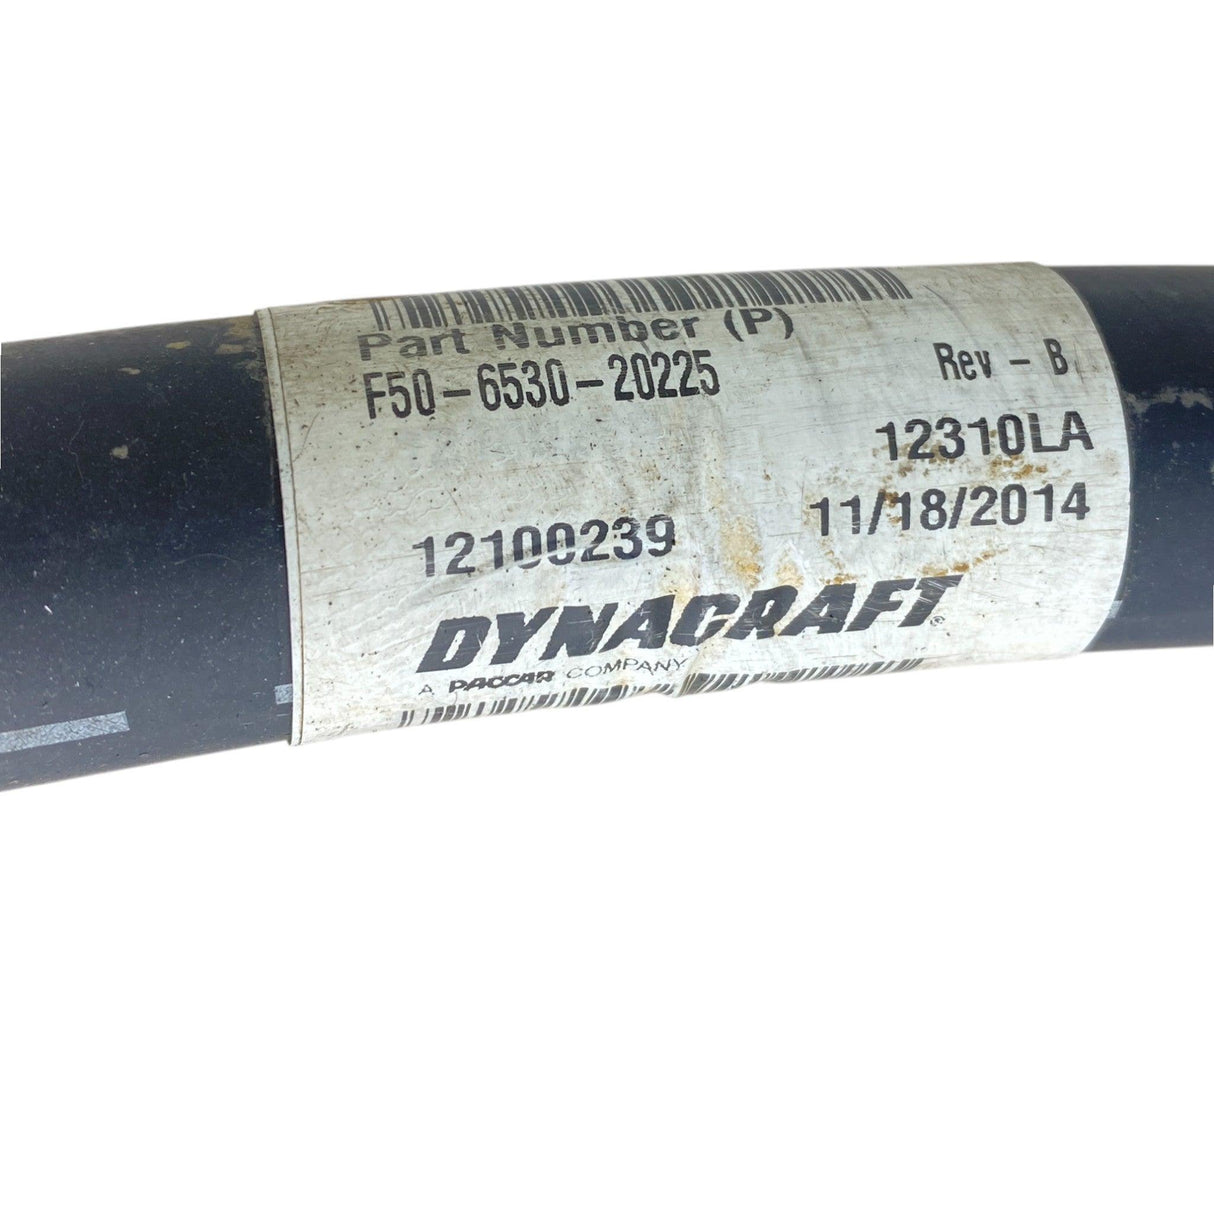 Part Number (P)
F50-6530-20225
Rev - B
12310LA
12100239
11/18/2014
DYNACRAFT®
A PACCAR COMPANY